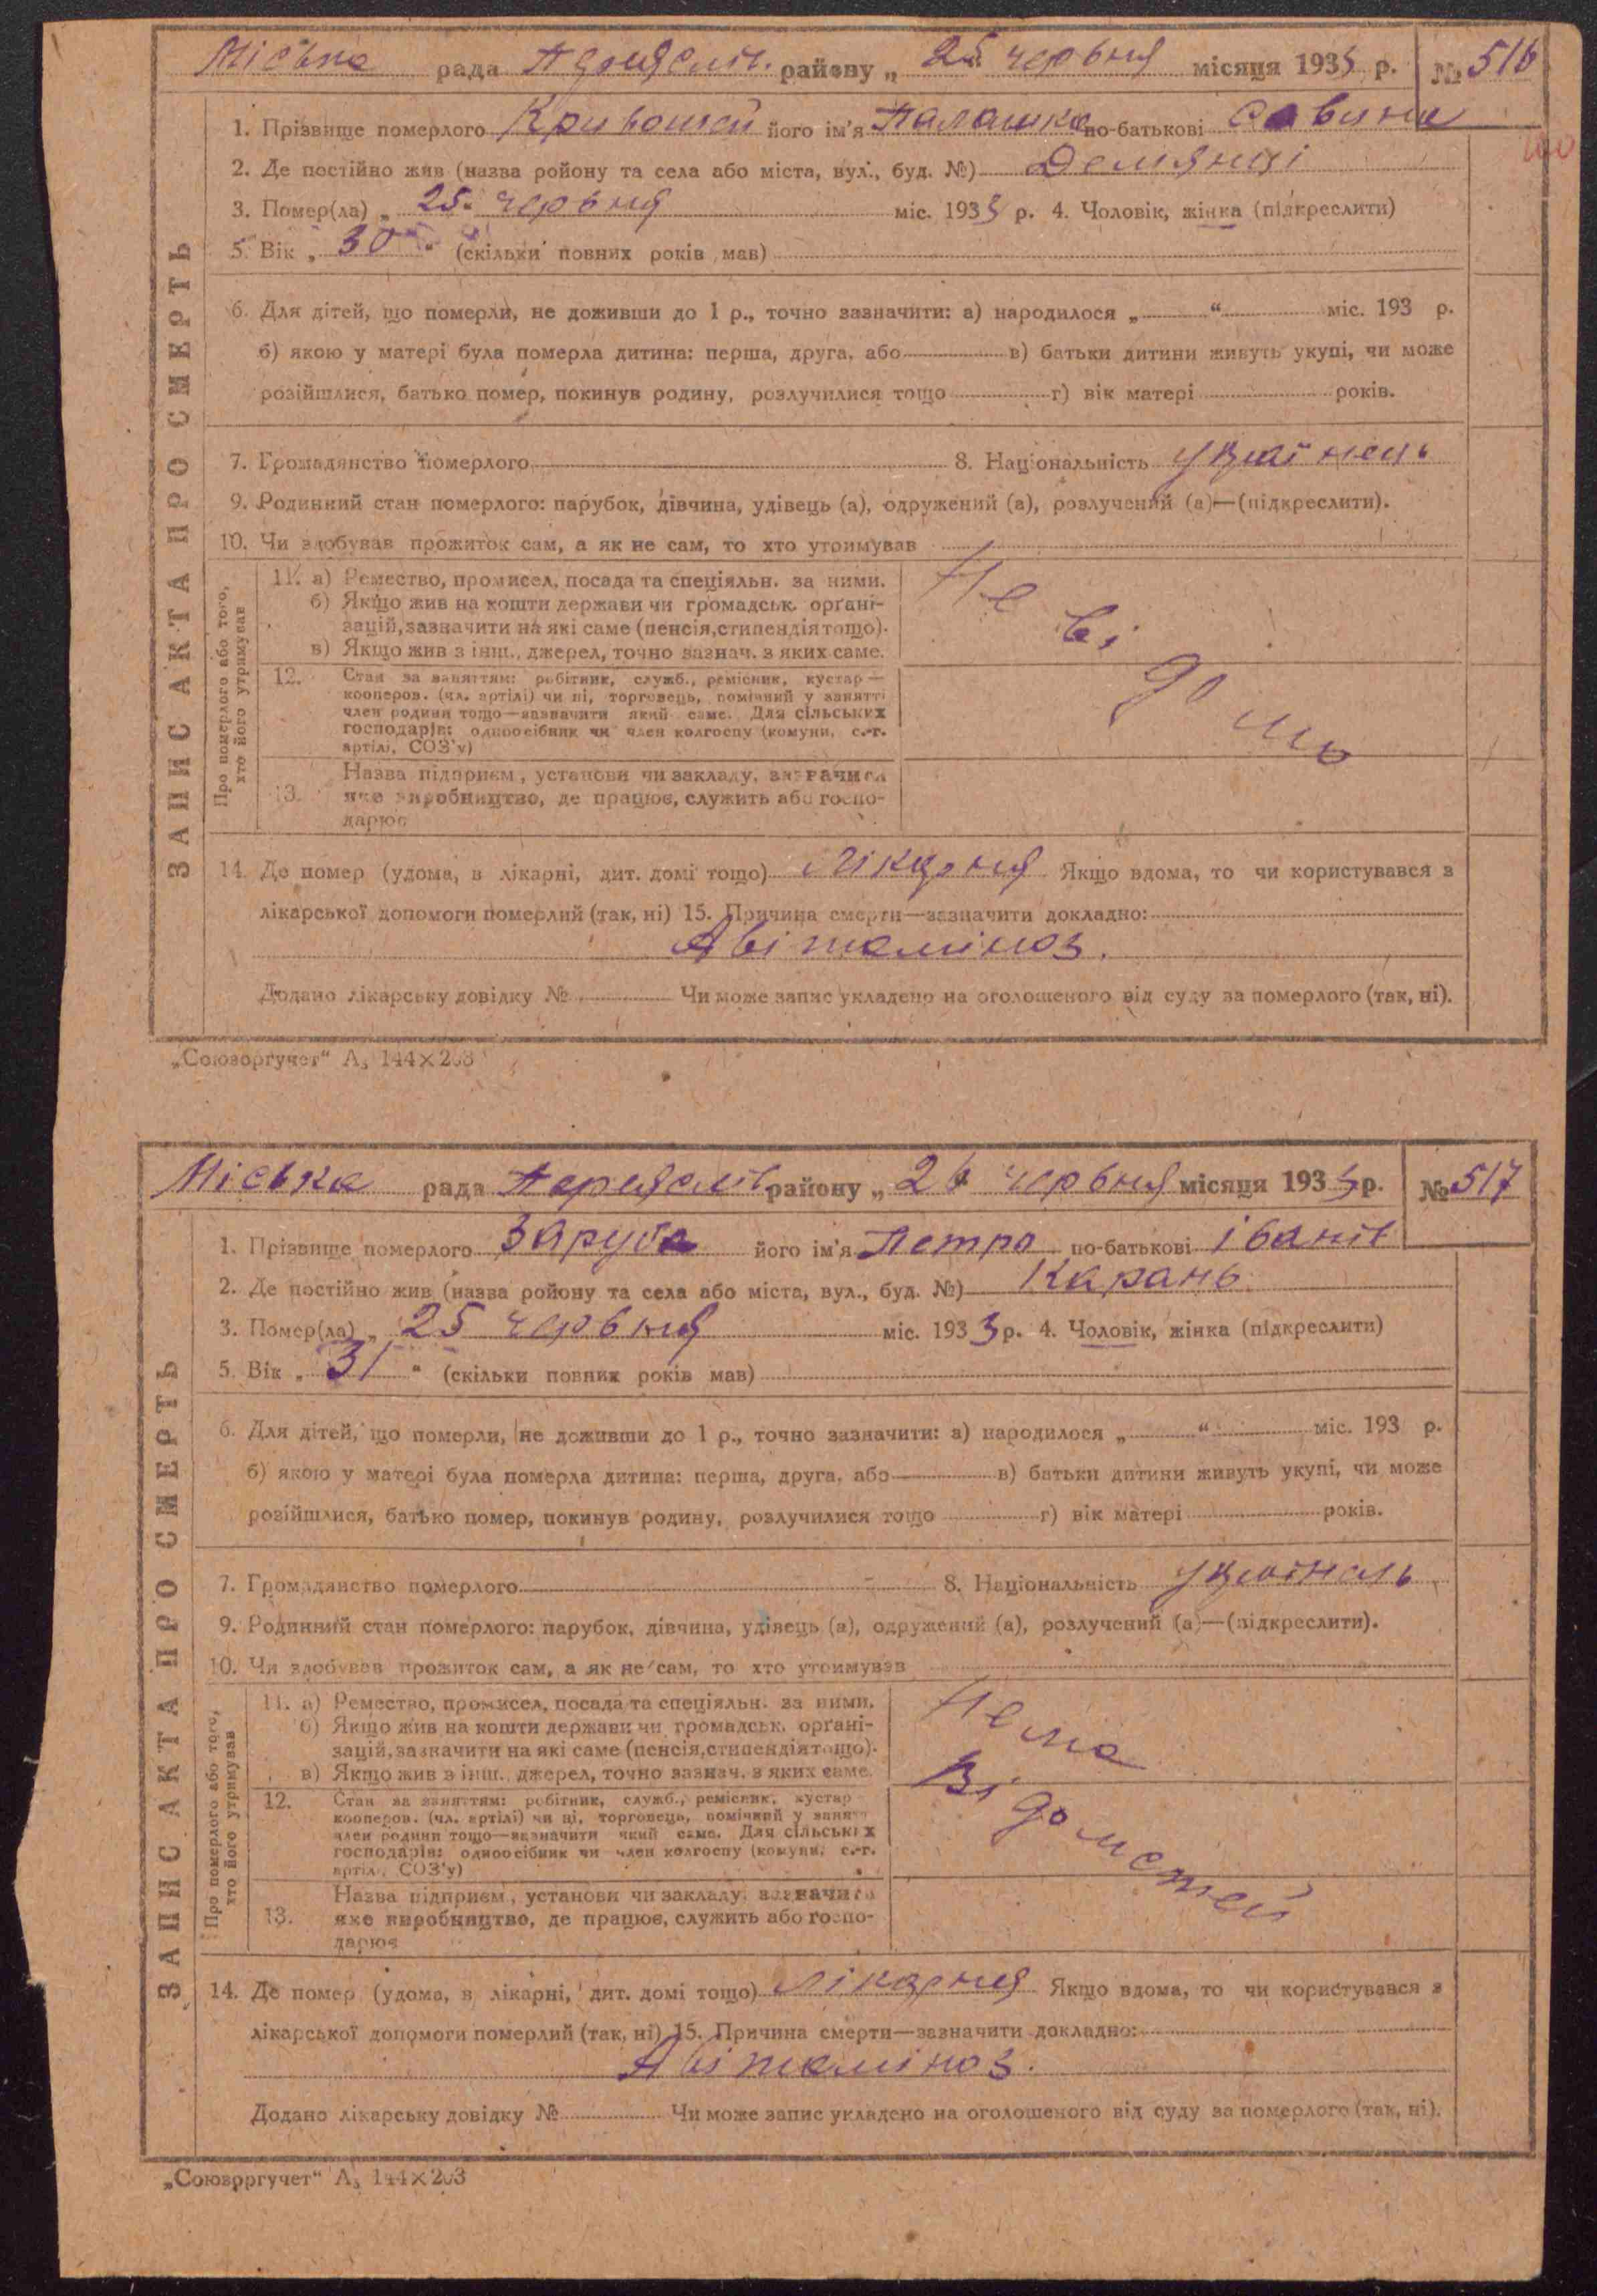 Міська рада Переяслів. району „ 25 червня місяця 1933 р. № 516
1. Прізвище померлого Кривошей його ім'я Палашка по-батькові Савина
100
2. Де постійно жив (назва ройону та села або міста, вул., буд. №) Демянці
3. Помер(ла) „ 25. червня міс. 1933 р. 4. Чоловік, жінка (підкреслити)
5. Вік „ 30 “ (скільки повних років мав)
6. Для дітей, що померли, не доживши до 1 р., точно зазначити: а) народилося „ “ міс. 193 р.
б) якою у матері була померла дитина: перша, друга, або в) батьки дитини живуть укупі, чи може
розійшлися, батько помер, покинув родину, розлучилися тощо г) вік матері років.
7. Громадянство померлого 8. Національність українець
9. Родинний стан померлого: парубок, дівчина, удівець (а), одружений (а), розлучений (а)—(підкреслити).
10. Чи здобував прожиток сам, а як не сам, то хто утримував
ЗАПИС АКТА ПРО СМЕРТЬ
Про померлого або того,
хто його утримував
11. а) Ремество, промисел, посада та спеціяльн. за ними.
б) Якщо жив на кошти держави чи громадськ. органі-
зацій, зазначити на які саме (пенсія, стипендія тощо).
в) Якщо жив з інш., джерел, точно зазнач. з яких саме.
Не ві домо
12. Стан за заняттям: робітник, служб., ремісник, кустар—
кооперов. (чл. артілі) чи ні, торговець, помічний у занятті
член родини тощо—зазначити який саме. Для сільських
господарів: одноосібник чи член колгоспу (комуни, с.-г.
артілі, СОЗ'у)
13. Назва підприєм., установи чи закладу, зазначити
яке виробництво, де працює, служить або госпо-
дарює
14. Де помер (удома, в лікарні, дит. домі тощо) лікарня Якщо вдома, то чи користувався з
лікарської допомоги померлий (так, ні) 15. Причина смерти—зазначити докладно:
Авітаміноз.
Додано лікарську довідку № Чи може запис укладено на оголошеного від суду за померлого (так, ні).
„Союзоргучет“ А₅ 144×203
Міська рада Переяслів району „ 26 червня місяця 1933 р. № 517
1. Прізвище померлого Заруба його ім'я Петро по-батькові Іванів
2. Де постійно жив (назва ройону та села або міста, вул., буд. №) Карань
3. Помер(ла) „ 25 червня міс. 1933 р. 4. Чоловік, жінка (підкреслити)
5. Вік „ 31 “ (скільки повних років мав)
6. Для дітей, що померли, не доживши до 1 р., точно зазначити: а) народилося „ “ міс. 193 р.
б) якою у матері була померла дитина: перша, друга, або в) батьки дитини живуть укупі, чи може
розійшлися, батько помер, покинув родину, розлучилися тощо г) вік матері років.
7. Громадянство померлого 8. Національність українець
9. Родинний стан померлого: парубок, дівчина, удівець (а), одружений (а), розлучений (а)—(підкреслити).
10. Чи здобував прожиток сам, а як не сам, то хто утримував
ЗАПИС АКТА ПРО СМЕРТЬ
Про померлого або того,
хто його утримував
11. а) Ремество, промисел, посада та спеціяльн. за ними.
б) Якщо жив на кошти держави чи громадськ. органі-
зацій, зазначити на які саме (пенсія, стипендія тощо).
в) Якщо жив з інш., джерел, точно зазнач. з яких саме.
Нема
Відомостей
12. Стан за заняттям: робітник, служб., ремісник, кустар
кооперов. (чл. артілі) чи ні, торговець, помічний у занятті
член родини тощо—зазначити який саме. Для сільських
господарів: одноосібник чи член колгоспу (комуни, с.-г.
артілі, СОЗ'у)
13. Назва підприєм., установи чи закладу, зазначити
яке виробництво, де працює, служить або госпо-
дарює
14. Де помер (удома, в лікарні, дит. домі тощо) лікарня Якщо вдома, то чи користувався з
лікарської допомоги померлий (так, ні) 15. Причина смерти—зазначити докладно:
Авітаміноз.
Додано лікарську довідку № Чи може запис укладено на оголошеного від суду за померлого (так, ні).
„Союзоргучет“ А₅ 144×203